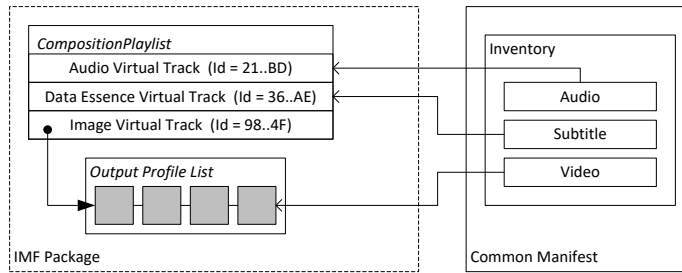 CompositionPlaylist
Audio Virtual Track (Id = 21..BD)
Data Essence Virtual Track (Id = 36..AE)
Image Virtual Track (Id = 98..4F)
Output Profile List
IMF Package
Inventory
Audio
Subtitle
Video
Common Manifest